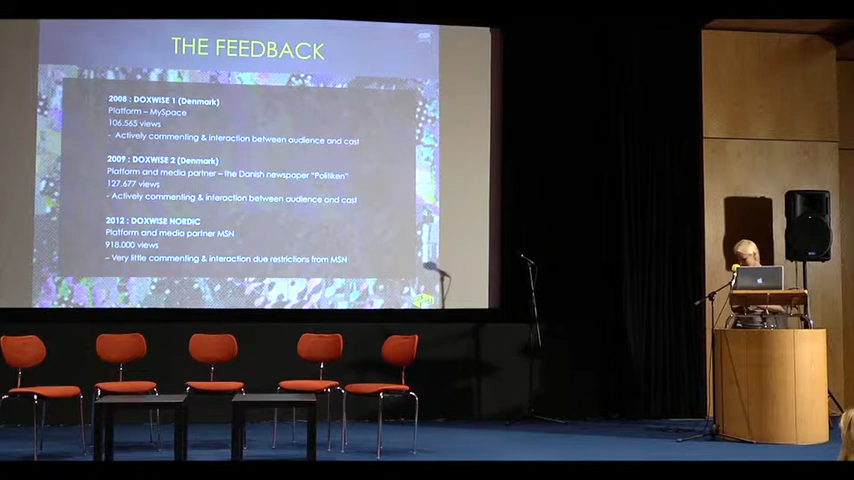 THE FEEDBACK
2008 : DOXWISE 1 (Denmark)
Platform – MySpace
106.565 views
- Actively commenting & interaction between audience and cast
2009 : DOXWISE 2 (Denmark)
Platform and media partner – the Danish newspaper "Politiken"
127.677 views
- Actively commenting & interaction between audience and cast
2012 : DOXWISE NORDIC
Platform and media partner MSN
918.000 views
– Very little commenting & interaction due restrictions from MSN